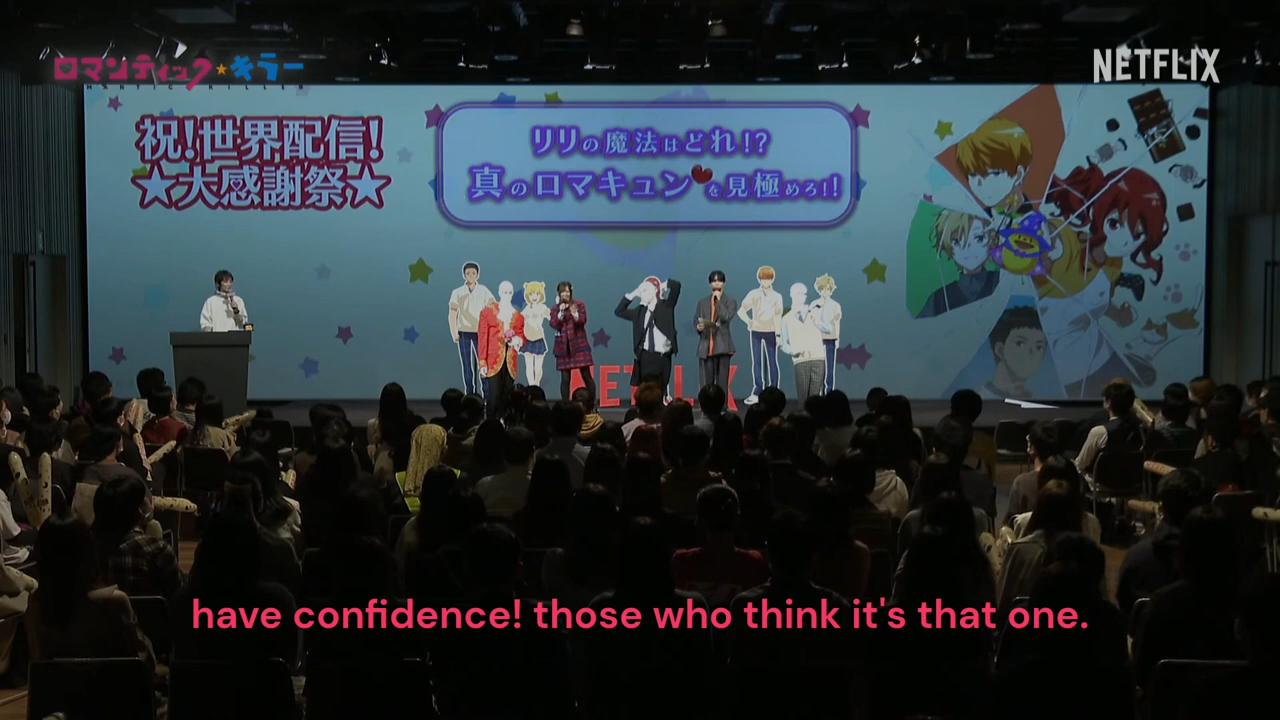 ロマンティック★キラー
ROMANTIC KILLER
NETFLIX
祝!世界配信!
★大感謝祭★
リリの魔法はどれ!?
真のロマキュン♥を見極めろ!!
NETFLIX
have confidence! those who think it's that one.